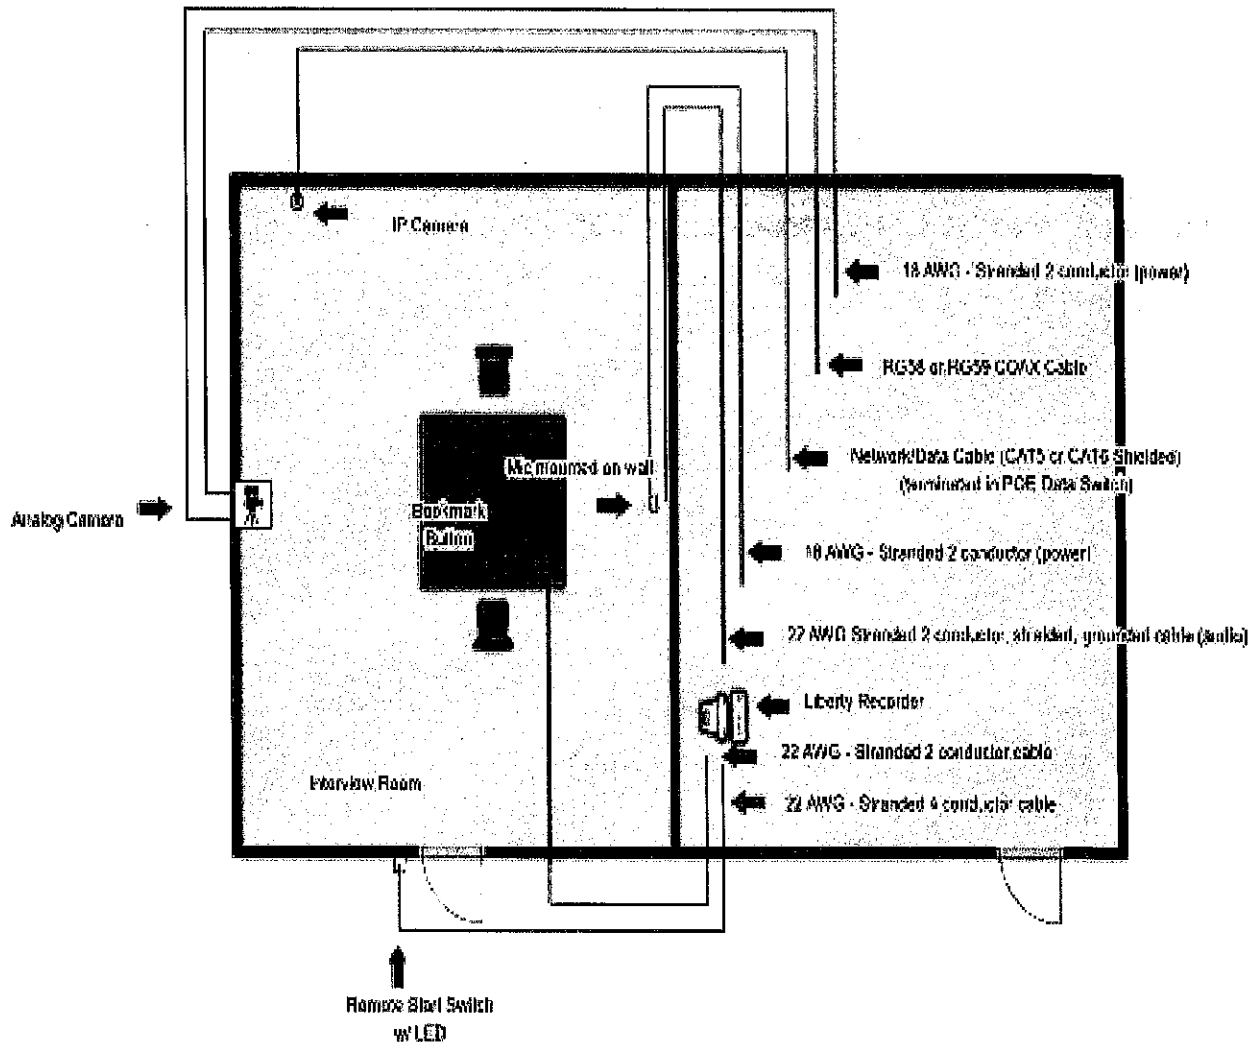 IP Camera
18 AWG - Stranded 2 conductor (power)
RG58 or RG59 COAX Cable
Network/Data Cable (CAT5 or CAT6 Shielded)
(terminated in POE Data Switch)
Mic mounted on wall
Analog Camera
Bookmark
Button
18 AWG - Stranded 2 conductor (power)
22 AWG Stranded 2 conductor, shielded, grounded cable (audio)
Liberty Recorder
22 AWG - Stranded 2 conductor cable
Interview Room
22 AWG - Stranded 4 conductor cable
Remote Start Switch
w/ LED